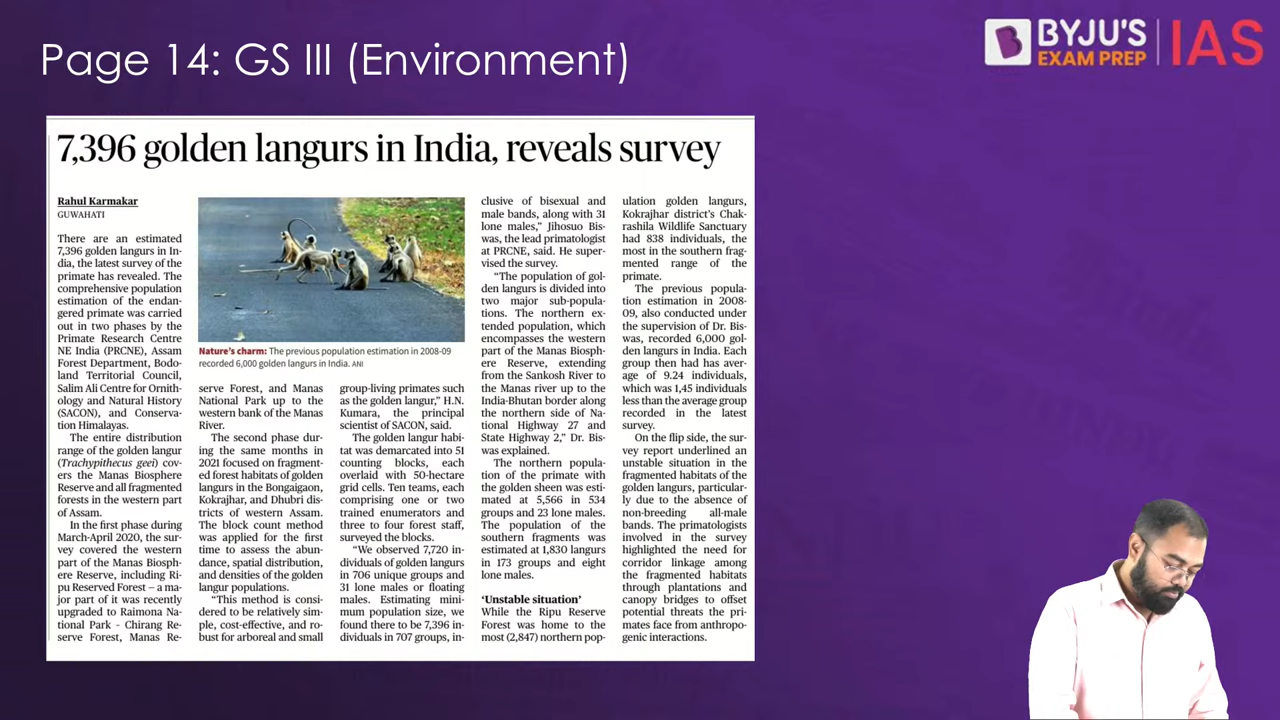 Page 14: GS III (Environment)
BYJU'S
EXAM PREP
IAS
7,396 golden langurs in India, reveals survey
Rahul Karmakar
GUWAHATI
There are an estimated
7,396 golden langurs in In-
dia, the latest survey of the
primate has revealed. The
comprehensive population
estimation of the endan-
gered primate was carried
out in two phases by the
Primate Research Centre
NE India (PRCNE), Assam
Forest Department, Bodo-
land Territorial Council,
Salim Ali Centre for Ornith-
ology and Natural History
(SACON), and Conserva-
tion Himalayas.
The entire distribution
range of the golden langur
(Trachypithecus geei) cov-
ers the Manas Biosphere
Reserve and all fragmented
forests in the western part
of Assam.
In the first phase during
March-April 2020, the sur-
vey covered the western
part of the Manas Biosph-
ere Reserve, including Ri-
pu Reserved Forest – a ma-
jor part of it was recently
upgraded to Raimona Na-
tional Park - Chirang Re-
serve Forest, Manas Re-
Nature's charm: The previous population estimation in 2008-09
recorded 6,000 golden langurs in India. ANI
serve Forest, and Manas
National Park up to the
western bank of the Manas
River.
The second phase dur-
ing the same months in
2021 focused on fragment-
ed forest habitats of golden
langurs in the Bongaigaon,
Kokrajhar, and Dhubri dis-
tricts of western Assam.
The block count method
was applied for the first
time to assess the abun-
dance, spatial distribution,
and densities of the golden
langur populations.
"This method is consi-
dered to be relatively sim-
ple, cost-effective, and ro-
bust for arboreal and small
group-living primates such
as the golden langur," H.N.
Kumara, the principal
scientist of SACON, said.
The golden langur habi-
tat was demarcated into 51
counting blocks, each
overlaid with 50-hectare
grid cells. Ten teams, each
comprising one or two
trained enumerators and
three to four forest staff,
surveyed the blocks.
"We observed 7,720 in-
dividuals of golden langurs
in 706 unique groups and
31 lone males or floating
males. Estimating mini-
mum population size, we
found there to be 7,396 in-
dividuals in 707 groups, in-
clusive of bisexual and
male bands, along with 31
lone males," Jihosuo Bis-
was, the lead primatologist
at PRCNE, said. He super-
vised the survey.
"The population of gol-
den langurs is divided into
two major sub-popula-
tions. The northern ex-
tended population, which
encompasses the western
part of the Manas Biosph-
ere Reserve, extending
from the Sankosh River to
the Manas river up to the
India-Bhutan border along
the northern side of Na-
tional Highway 27 and
State Highway 2," Dr. Bis-
was explained.
The northern popula-
tion of the primate with
the golden sheen was esti-
mated at 5,566 in 534
groups and 23 lone males.
The population of the
southern fragments was
estimated at 1,830 langurs
in 173 groups and eight
lone males.
'Unstable situation'
While the Ripu Reserve
Forest was home to the
most (2,847) northern pop-
ulation golden langurs,
Kokrajhar district's Chak-
rashila Wildlife Sanctuary
had 838 individuals, the
most in the southern frag-
mented range of the
primate.
The previous popula-
tion estimation in 2008-
09, also conducted under
the supervision of Dr. Bis-
was, recorded 6,000 gol-
den langurs in India. Each
group then had has aver-
age of 9.24 individuals,
which was 1,45 individuals
less than the average group
recorded in the latest
survey.
On the flip side, the sur-
vey report underlined an
unstable situation in the
fragmented habitats of the
golden langurs, particular-
ly due to the absence of
non-breeding all-male
bands. The primatologists
involved in the survey
highlighted the need for
corridor linkage among
the fragmented habitats
through plantations and
canopy bridges to offset
potential threats the pri-
mates face from anthropo-
genic interactions.